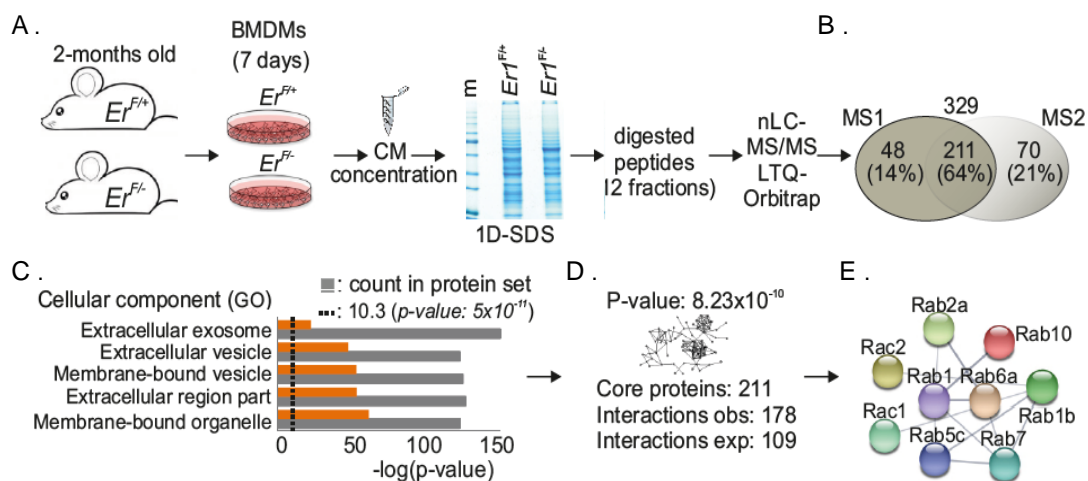 A .
2-months old
Er^F/+
Er^F/-
BMDMs
(7 days)
Er^F/+
Er^F/-
CM
concentration
m
Er1^F/+
Er1^F/-
1D-SDS
digested
peptides
l2 fractions)
nLC-
MS/MS
LTQ-
Orbitrap
B .
329
MS1
MS2
48
(14%)
211
(64%)
70
(21%)
C .
Cellular component (GO)
: count in protein set
: 10.3 (p-value: 5x10^-11)
Extracellular exosome
Extracellular vesicle
Membrane-bound vesicle
Extracellular region part
Membrane-bound organelle
0 50 100 150
-log(p-value)
D .
P-value: 8.23x10^-10
Core proteins: 211
Interactions obs: 178
Interactions exp: 109
E .
Rab2a
Rab10
Rac2
Rab1
Rab6a
Rab1b
Rac1
Rab5c
Rab7